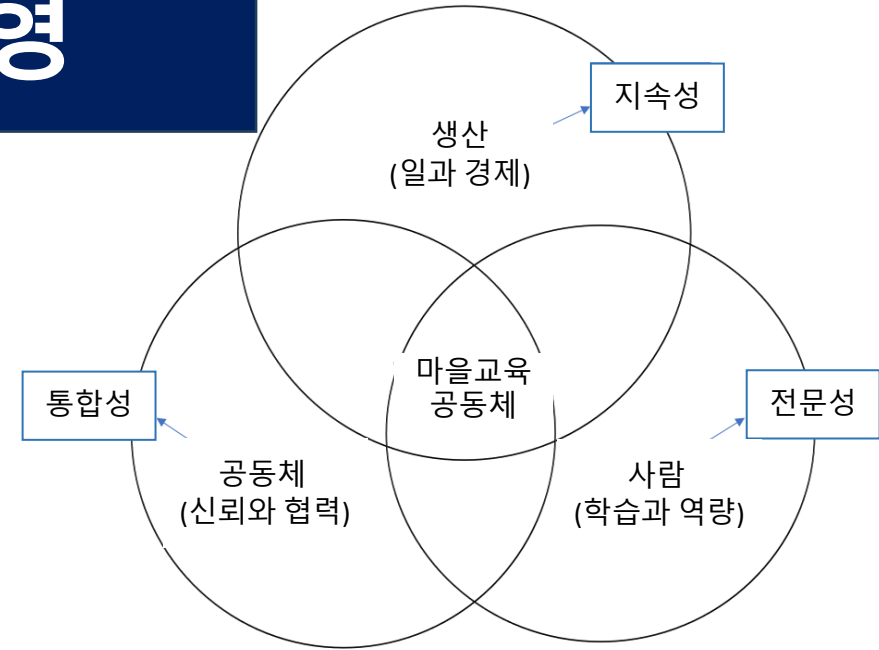 영
지속성
생산
(일과 경제)
마을교육
공동체
통합성
전문성
공동체
(신뢰와 협력)
사람
(학습과 역량)